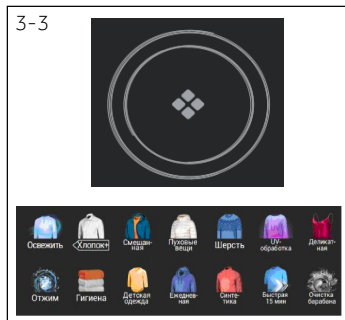 3-3
Освежить
Хлопок+
Смешан-
ная
Пуховые
вещи
Шерсть
UV-
обработка
Деликат-
ная
Отжим
Гигиена
Детская
одежда
Ежеднев-
ная
Синте-
тика
Быстрая
15 мин
Очистка
барабана